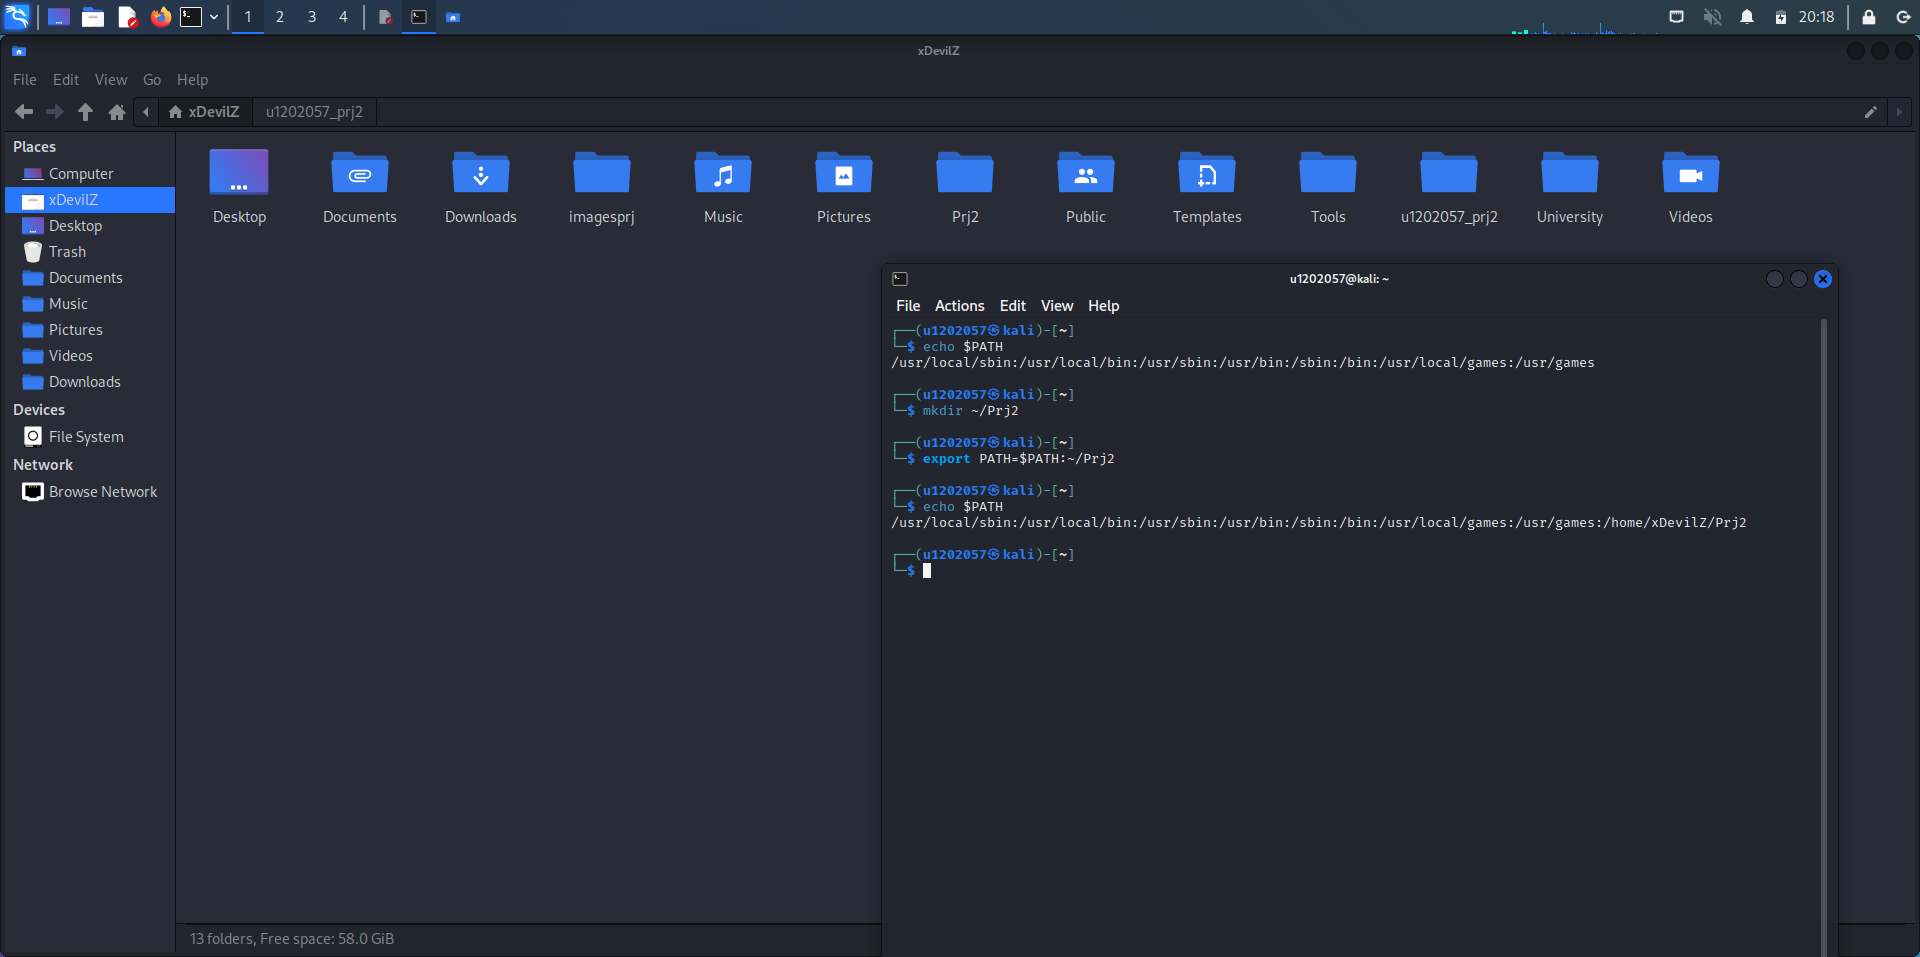 1 2 3 4 20:18
xDevilZ
File Edit View Go Help
xDevilZ u1202057_prj2
Places
Computer
xDevilZ
Desktop
Trash
Documents
Music
Pictures
Videos
Downloads
Devices
File System
Network
Browse Network
Desktop Documents Downloads imagesprj Music Pictures Prj2 Public Templates Tools u1202057_prj2 University Videos
13 folders, Free space: 58.0 GiB
u1202057@kali: ~
File Actions Edit View Help
┌──(u1202057㉿kali)-[~]
└─$ echo $PATH
/usr/local/sbin:/usr/local/bin:/usr/sbin:/usr/bin:/sbin:/bin:/usr/local/games:/usr/games
┌──(u1202057㉿kali)-[~]
└─$ mkdir ~/Prj2
┌──(u1202057㉿kali)-[~]
└─$ export PATH=$PATH:~/Prj2
┌──(u1202057㉿kali)-[~]
└─$ echo $PATH
/usr/local/sbin:/usr/local/bin:/usr/sbin:/usr/bin:/sbin:/bin:/usr/local/games:/usr/games:/home/xDevilZ/Prj2
┌──(u1202057㉿kali)-[~]
└─$